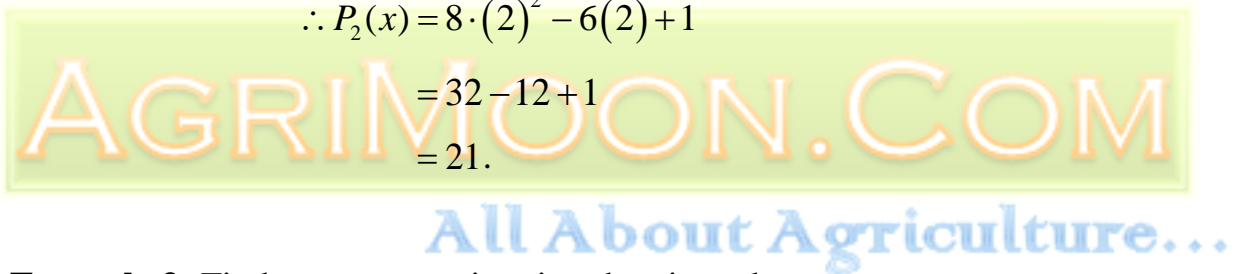 ∴ P₂(x) = 8·(2)² − 6(2) + 1
= 32 − 12 + 1
= 21.
AGRIMOON.COM
All About Agriculture...